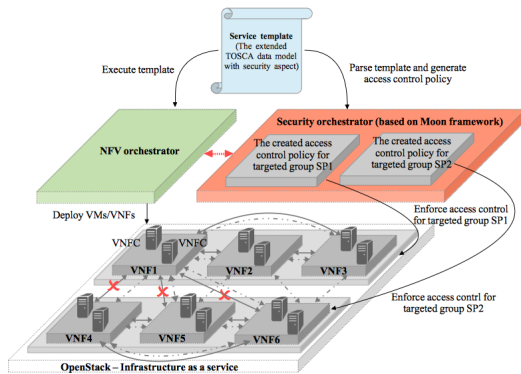 Service template
(The extended
TOSCA data model
with security aspect)
Execute template
Parse template and generate
access control policy
Security orchestrator (based on Moon framework)
NFV orchestrator
The created access
control policy for
targeted group SP1
The created access
control policy for
targeted group SP2
Deploy VMs/VNFs
Enforce access control
for targeted group SP1
VNFC
VNFC
VNF1
VNF2
VNF3
Enforce access contrl for
targeted group SP2
VNF4
VNF5
VNF6
OpenStack – Infrastructure as a service